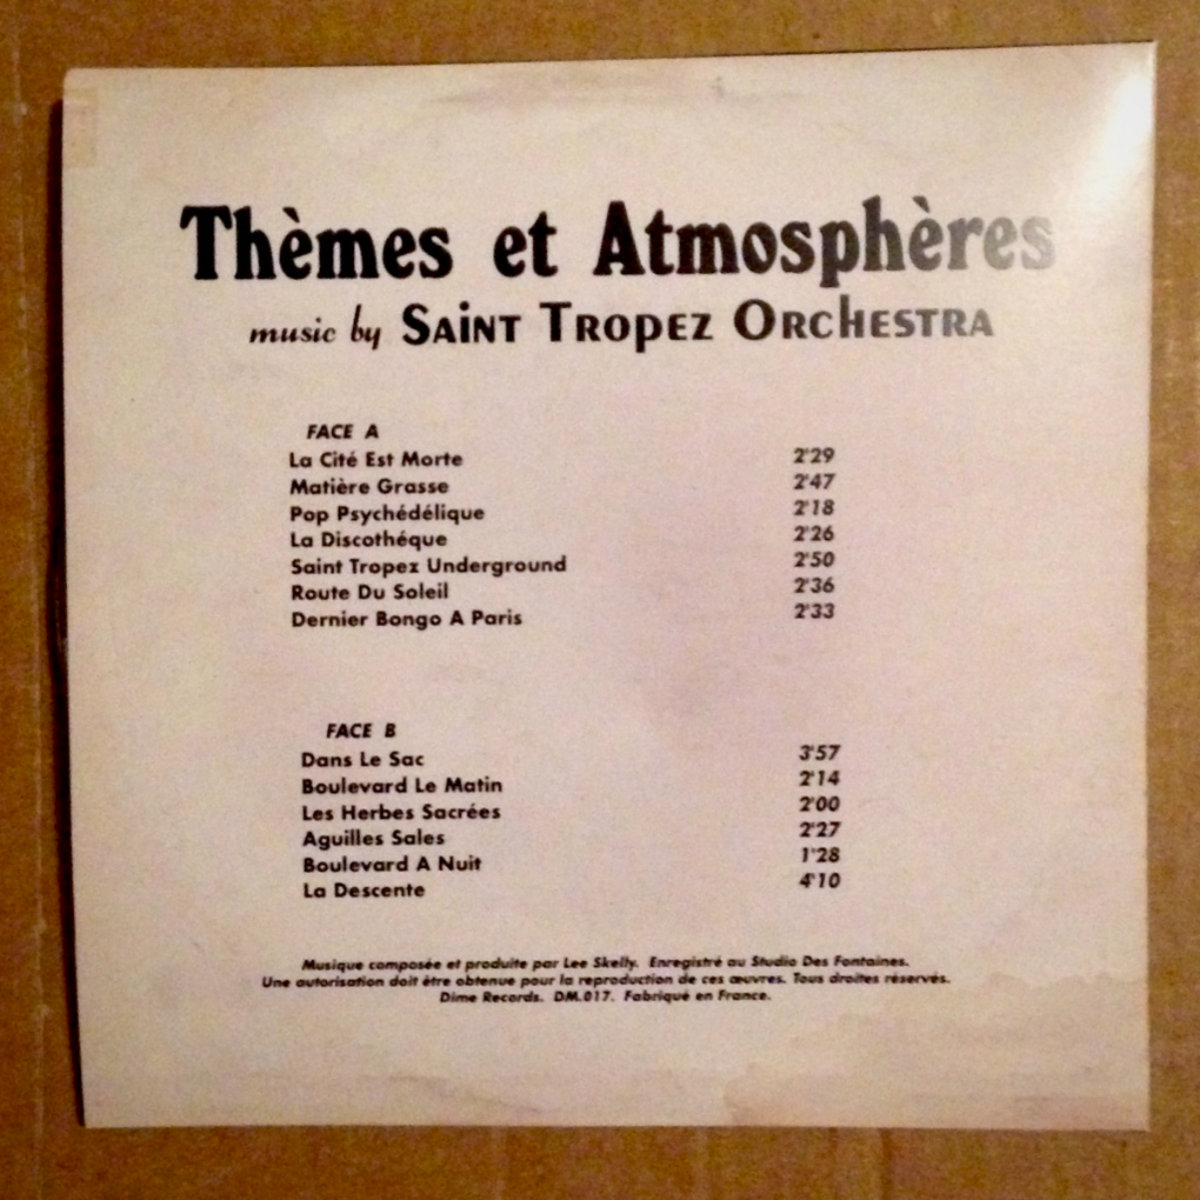 Thèmes et Atmosphères
music by SAiNT TROpEZ ORCHESTRA
FACE A
La Cité Est Morte 2'29
Matière Grasse 2'47
Pop Psychédélique 2'18
La Discothéque 2'26
Saint Tropez Underground 2'50
Route Du Soleil 2'36
Dernier Bongo A Paris 2'33
FACE B
Dans Le Sac 3'57
Boulevard Le Matin 2'14
Les Herbes Sacrées 2'00
Aguilles Sales 2'27
Boulevard A Nuit 1'28
La Descente 4'10
Musique composée et produite par Lee Skelly. Enregistré au Studio Des Fontaines.
Une autorisation doit être obtenue pour la reproduction de ces œuvres. Tous droites réservés.
Dime Records. DM.017. Fabriqué en France.